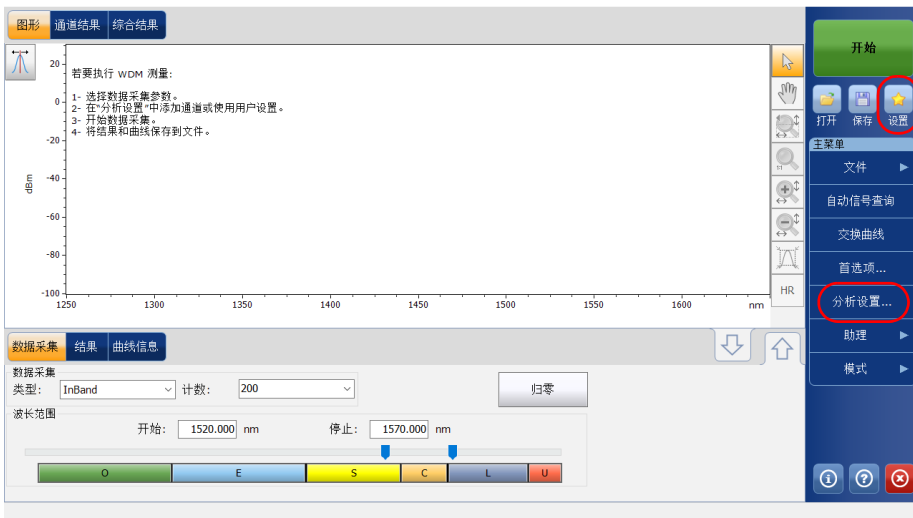 图形 通道结果 综合结果
若要执行 WDM 测量:
1- 选择数据采集参数。
2- 在"分析设置"中添加通道或使用用户设置。
3- 开始数据采集。
4- 将结果和曲线保存到文件。
20
0
-20
-40
-60
-80
-100
dBm
1250 1300 1350 1400 1450 1500 1550 1600 nm
1:1
HR
开始
打开 保存 设置
主菜单
文件
自动信号查询
交换曲线
首选项...
分析设置...
助理
模式
数据采集 结果 曲线信息
数据采集
类型: InBand 计数: 200 归零
波长范围
开始: 1520.000 nm 停止: 1570.000 nm
O E S C L U